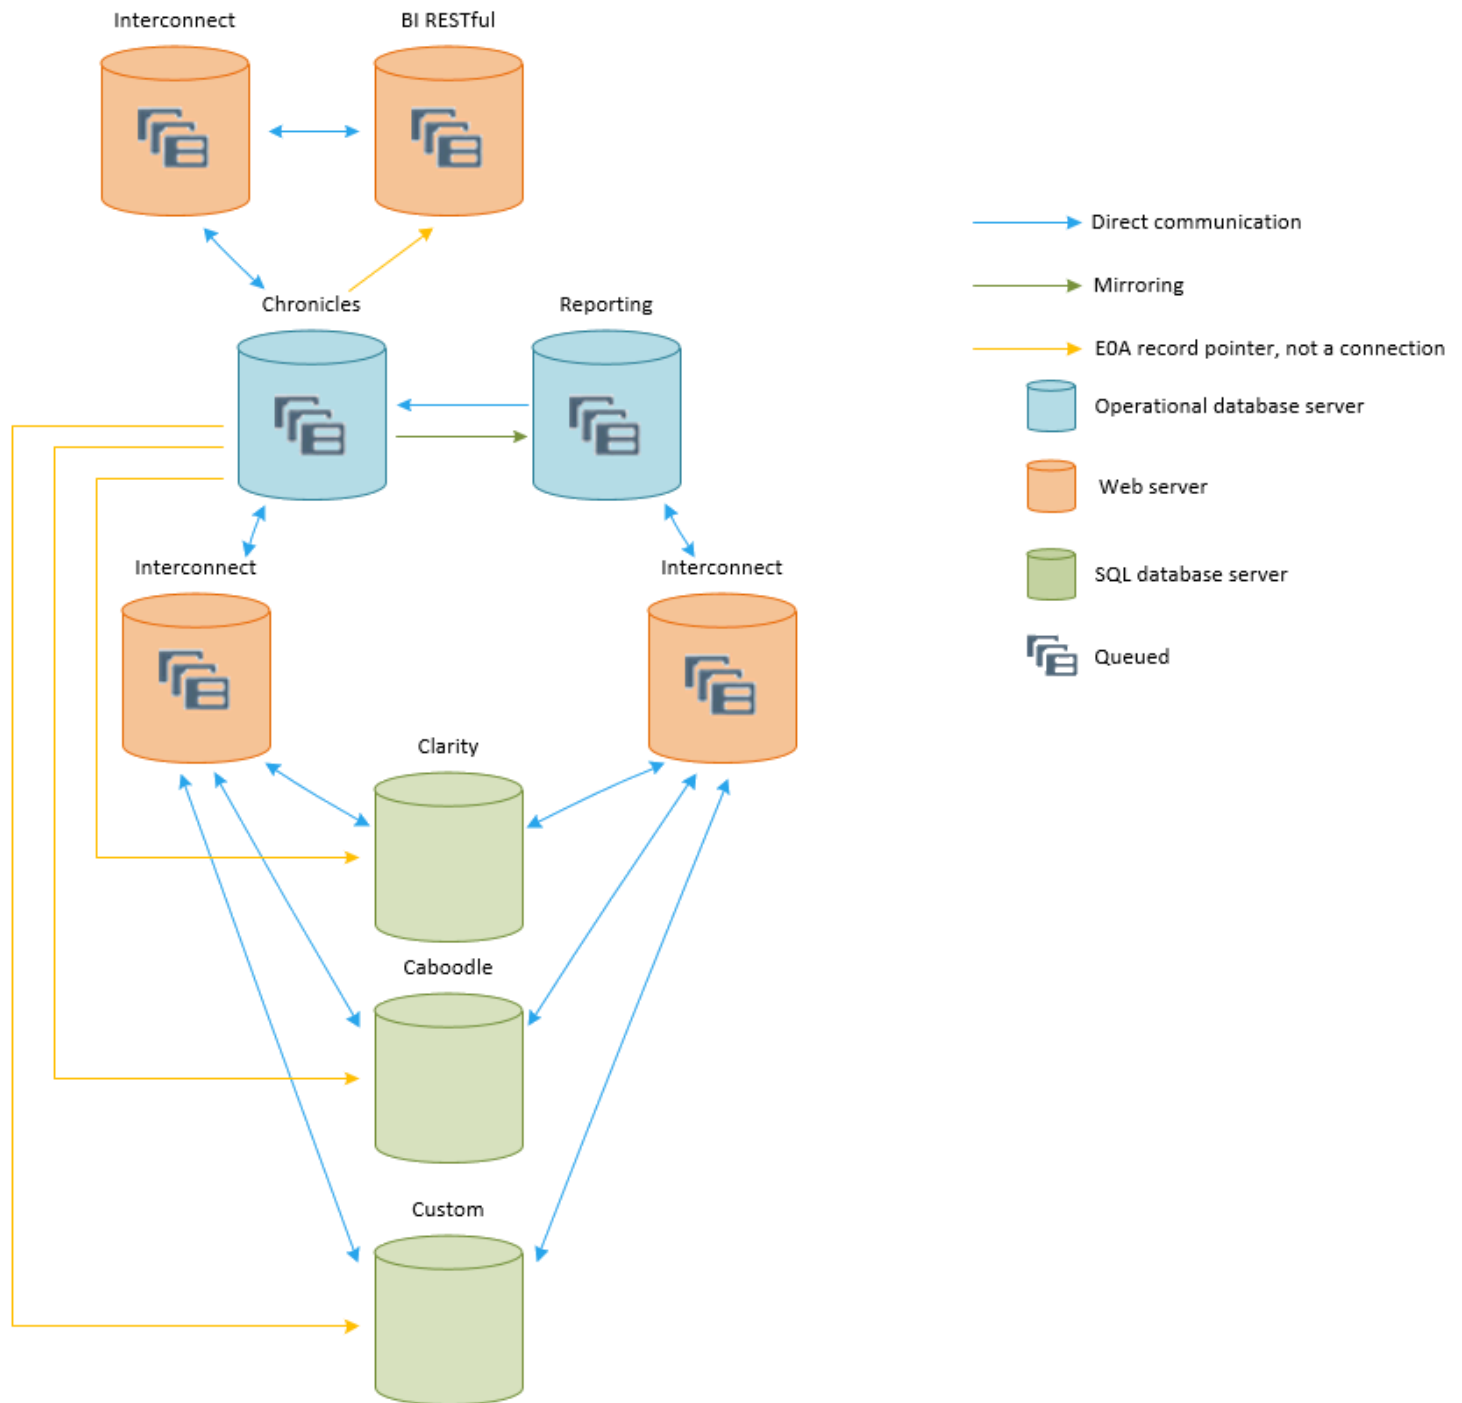 Interconnect
BI RESTful
Chronicles
Reporting
Interconnect
Interconnect
Clarity
Caboodle
Custom
Direct communication
Mirroring
E0A record pointer, not a connection
Operational database server
Web server
SQL database server
Queued